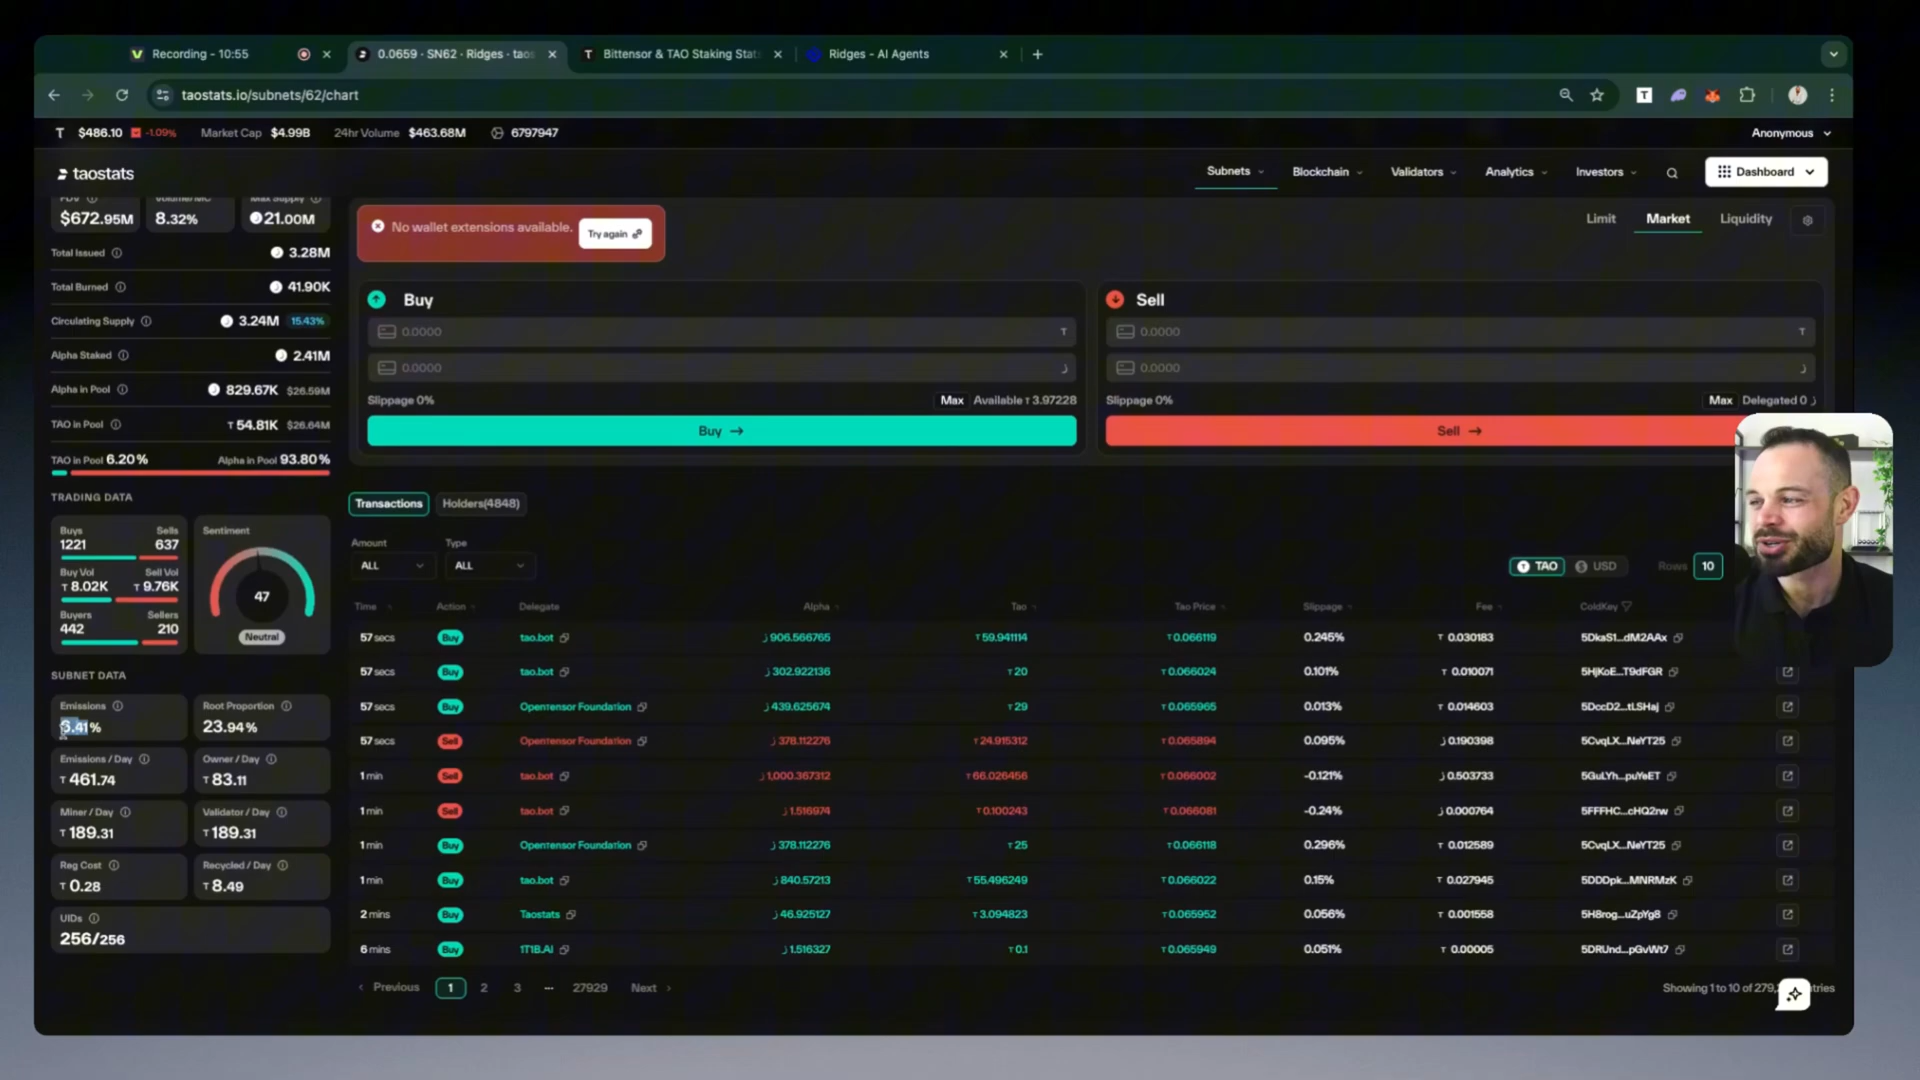 Recording - 10:55
0.0659 · SN62 · Ridges · taos
Bittensor & TAO Staking Stats
Ridges - AI Agents
taostats.io/subnets/62/chart
T $486.10 -1.09% Market Cap $4.99B 24hr Volume $463.68M 6797947
Anonymous
taostats
Subnets Blockchain Validators Analytics Investors Dashboard
FDV Volume/MC Max Supply
$672.95M 8.32% 21.00M
Total Issued 3.28M
Total Burned 41.90K
Circulating Supply 3.24M 15.43%
Alpha Staked 2.41M
Alpha in Pool 829.67K $26.59M
TAO in Pool T 54.81K $26.64M
TAO in Pool 6.20% Alpha in Pool 93.80%
TRADING DATA
Buys Sells
1221 637
Buy Vol Sell Vol
T 8.02K T 9.76K
Buyers Sellers
442 210
Sentiment
47
Neutral
SUBNET DATA
Emissions Root Proportion
3.41% 23.94%
Emissions / Day Owner / Day
T 461.74 T 83.11
Miner / Day Validator / Day
T 189.31 T 189.31
Reg Cost Recycled / Day
T 0.28 T 8.49
UIDs
256/256
No wallet extensions available. Try again
Limit Market Liquidity
Buy
0.0000 T
0.0000
Slippage 0% Max Available T 3.97228
Buy →
Sell
0.0000 T
0.0000
Slippage 0% Max Delegated 0
Sell →
Transactions Holders(4848)
Amount Type
ALL ALL
TAO USD Rows 10
Time Action Delegate Alpha Tao Tao Price Slippage Fee ColdKey
57 secs Buy tao.bot 906.566765 T 59.941114 T 0.066119 0.245% T 0.030183 5DkaS1...dM2AAx
57 secs Buy tao.bot 302.922136 T 20 T 0.066024 0.101% T 0.010071 5HjKoE...T9dFGR
57 secs Buy Opentensor Foundation 439.625674 T 29 T 0.065965 0.013% T 0.014603 5DccD2...tLSHaj
57 secs Sell Opentensor Foundation 378.112276 T 24.915312 T 0.065894 0.095% 0.190398 5CvqLX...NeYT25
1 min Sell tao.bot 1,000.367312 T 66.026456 T 0.066002 -0.121% 0.503733 5GuLYh...puYeET
1 min Sell tao.bot 1.516974 T 0.100243 T 0.066081 -0.24% 0.000764 5FFFHC...cHQ2rw
1 min Buy Opentensor Foundation 378.112276 T 25 T 0.066118 0.296% T 0.012589 5CvqLX...NeYT25
1 min Buy tao.bot 840.57213 T 55.496249 T 0.066022 0.15% T 0.027945 5DDDpk...MNRMzK
2 mins Buy Taostats 46.925127 T 3.094823 T 0.065952 0.056% T 0.001558 5H8rog...uZpYg8
6 mins Buy 1T1B.AI 1.516327 T 0.1 T 0.065949 0.051% T 0.00005 5DRUnd...pGvWt7
Previous 1 2 3 ... 27929 Next
Showing 1 to 10 of 279, tries